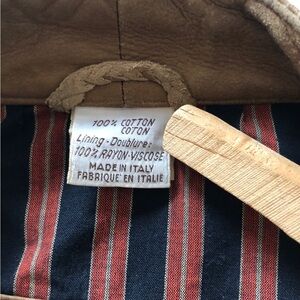 100% COTTON
COTON
Lining - Doublure:
100% RAYON-VISCOSE
MADE IN ITALY
FABRIQUE EN ITALIE